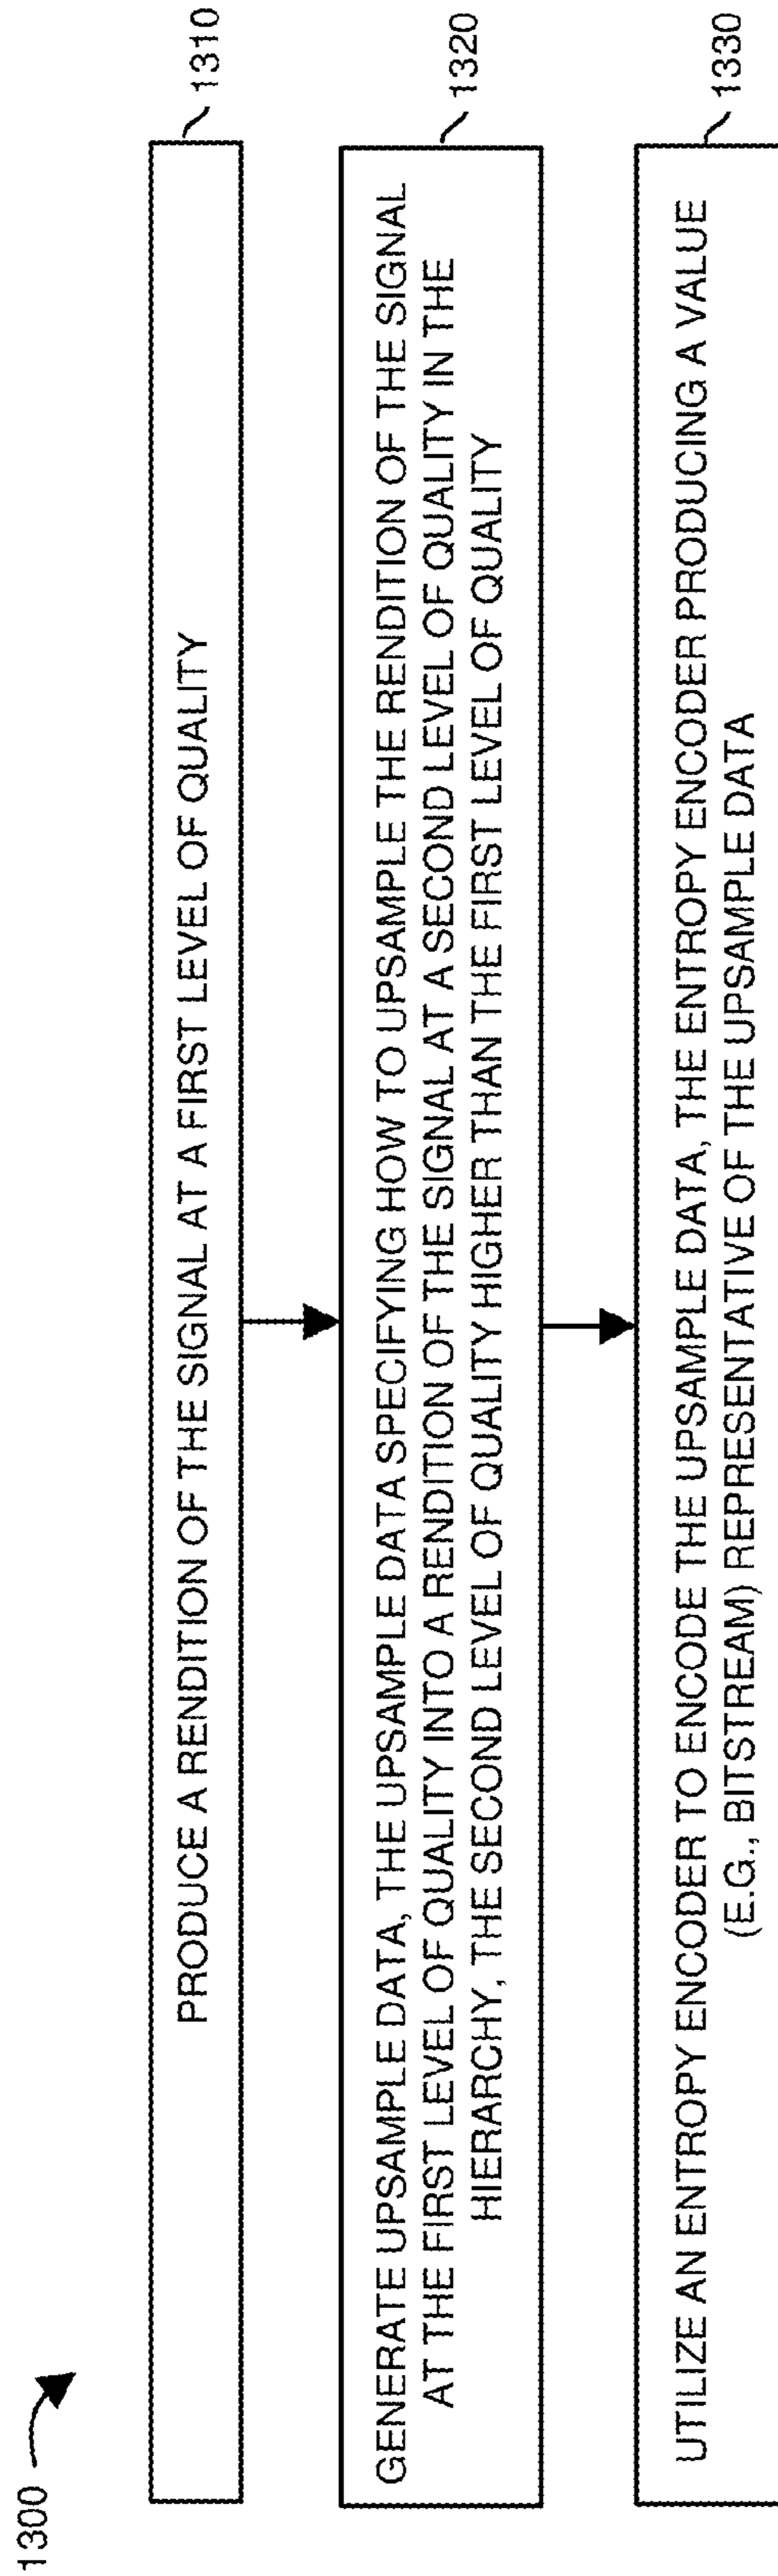 1300
PRODUCE A RENDITION OF THE SIGNAL AT A FIRST LEVEL OF QUALITY
1310
GENERATE UPSAMPLE DATA, THE UPSAMPLE DATA SPECIFYING HOW TO UPSAMPLE THE RENDITION OF THE SIGNAL
AT THE FIRST LEVEL OF QUALITY INTO A RENDITION OF THE SIGNAL AT A SECOND LEVEL OF QUALITY IN THE
HIERARCHY, THE SECOND LEVEL OF QUALITY HIGHER THAN THE FIRST LEVEL OF QUALITY
1320
UTILIZE AN ENTROPY ENCODER TO ENCODE THE UPSAMPLE DATA, THE ENTROPY ENCODER PRODUCING A VALUE
(E.G., BITSTREAM) REPRESENTATIVE OF THE UPSAMPLE DATA
1330